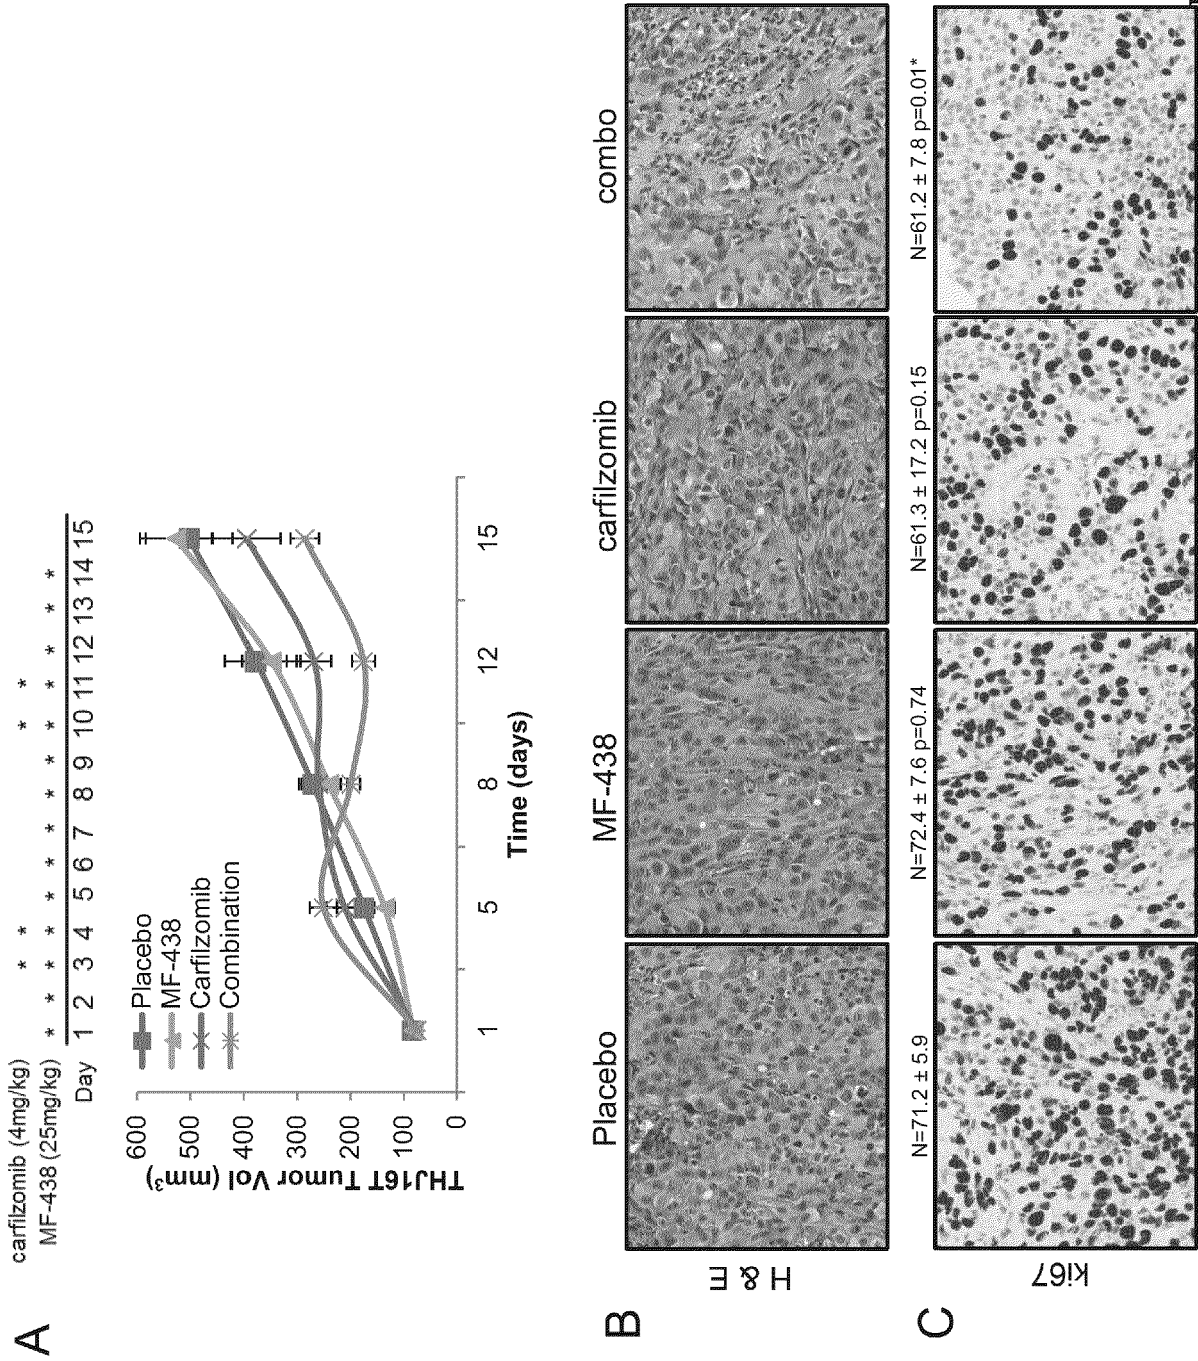 A
carfilzomib (4mg/kg) * * * *
MF-438 (25mg/kg) * * * * * * * * * * * * * *
Day 1 2 3 4 5 6 7 8 9 10 11 12 13 14 15
Placebo
MF-438
Carfilzomib
Combination
THJ16T Tumor Vol (mm³)
600
500
400
300
200
100
0
1 5 8 12 15
Time (days)
B
Placebo MF-438 carfilzomib combo
H & E
C
N=71.2 ± 5.9 N=72.4 ± 7.6 p=0.74 N=61.3 ± 17.2 p=0.15 N=61.2 ± 7.8 p=0.01*
ki67